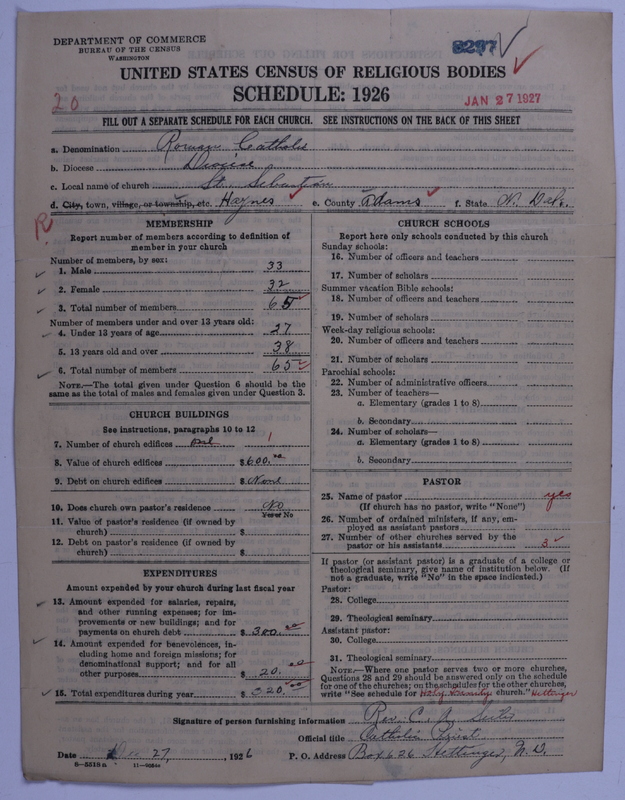 DEPARTMENT OF COMMERCE
BUREAU OF THE CENSUS
WASHINGTON
8297
UNITED STATES CENSUS OF RELIGIOUS BODIES
SCHEDULE: 1926
20
JAN 27 1927
FILL OUT A SEPARATE SCHEDULE FOR EACH CHURCH. SEE INSTRUCTIONS ON THE BACK OF THIS SHEET
a. Denomination Roman Catholic
b. Diocese Diocese
c. Local name of church St. Sebastian
d. City, town, village, or township, etc. Haynes e. County Adams f. State N. Dak.
MEMBERSHIP
Report number of members according to definition of
member in your church
Number of members, by sex:
1. Male 33
2. Female 32
3. Total number of members 65
Number of members under and over 13 years old:
4. Under 13 years of age 27
5. 13 years old and over 38
6. Total number of members 65
NOTE.—The total given under Question 6 should be the
same as the total of males and females given under Question 3.
CHURCH BUILDINGS
See instructions, paragraphs 10 to 12
7. Number of church edifices one 1
8. Value of church edifices $600.00
9. Debt on church edifices $None
10. Does church own pastor's residence No
Yes or No
11. Value of pastor's residence (if owned by
church) $
12. Debt on pastor's residence (if owned by
church) $
EXPENDITURES
Amount expended by your church during last fiscal year
13. Amount expended for salaries, repairs,
and other running expenses; for im-
provements or new buildings; and for
payments on church debt $300.00
14. Amount expended for benevolences, in-
cluding home and foreign missions; for
denominational support; and for all
other purposes $20.00
15. Total expenditures during year $320.00
CHURCH SCHOOLS
Report here only schools conducted by this church
Sunday schools:
16. Number of officers and teachers
17. Number of scholars
Summer vacation Bible schools:
18. Number of officers and teachers
19. Number of scholars
Week-day religious schools:
20. Number of officers and teachers
21. Number of scholars
Parochial schools:
22. Number of administrative officers
23. Number of teachers—
a. Elementary (grades 1 to 8)
b. Secondary
24. Number of scholars—
a. Elementary (grades 1 to 8)
b. Secondary
PASTOR
25. Name of pastor yes
(If church has no pastor, write "None")
26. Number of ordained ministers, if any, em-
ployed as assistant pastors
27. Number of other churches served by the
pastor or his assistants 3
If pastor (or assistant pastor) is a graduate of a college or
theological seminary, give name of institution below. (If
not a graduate, write "No" in the space indicated.)
Pastor:
28. College
29. Theological seminary
Assistant pastor:
30. College
31. Theological seminary
NOTE.—Where one pastor serves two or more churches,
Questions 28 and 29 should be answered only on the schedule
for one of the churches; on the schedules for the other churches,
write "See schedule for Holy Family church." Hettinger
Signature of person furnishing information Rev. C. A.
Official title Catholic Priest
Date Dec 27, 1926 P. O. Address Box 626 Hettinger, N. D.
6—5518 a 11—9654